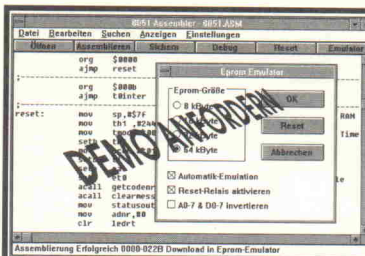 8051-Assembler - 8051.ASM
Datei Bearbeiten Suchen Anzeigen Einstellungen
Öffnen Assemblieren Sichern Debug Reset Emulator
org $0000
ajmp reset
org $000b
ajmp t0inter
reset: mov sp,#$7F
mov
mov
acall getcodenr
acall clearmess
mov statusout
mov adnr,#0
clr ledrt
RAM
Time
Eprom Emulator
Eprom-Größe
8 kByte
64 kByte
OK
Reset
Abbrechen
Automatik-Emulation
Reset-Relais aktivieren
A0-7 & D0-7 invertieren
DEMO ANFORDERN!
Assemblierung Erfolgreich 0000-022B Download in Eprom-Emulator